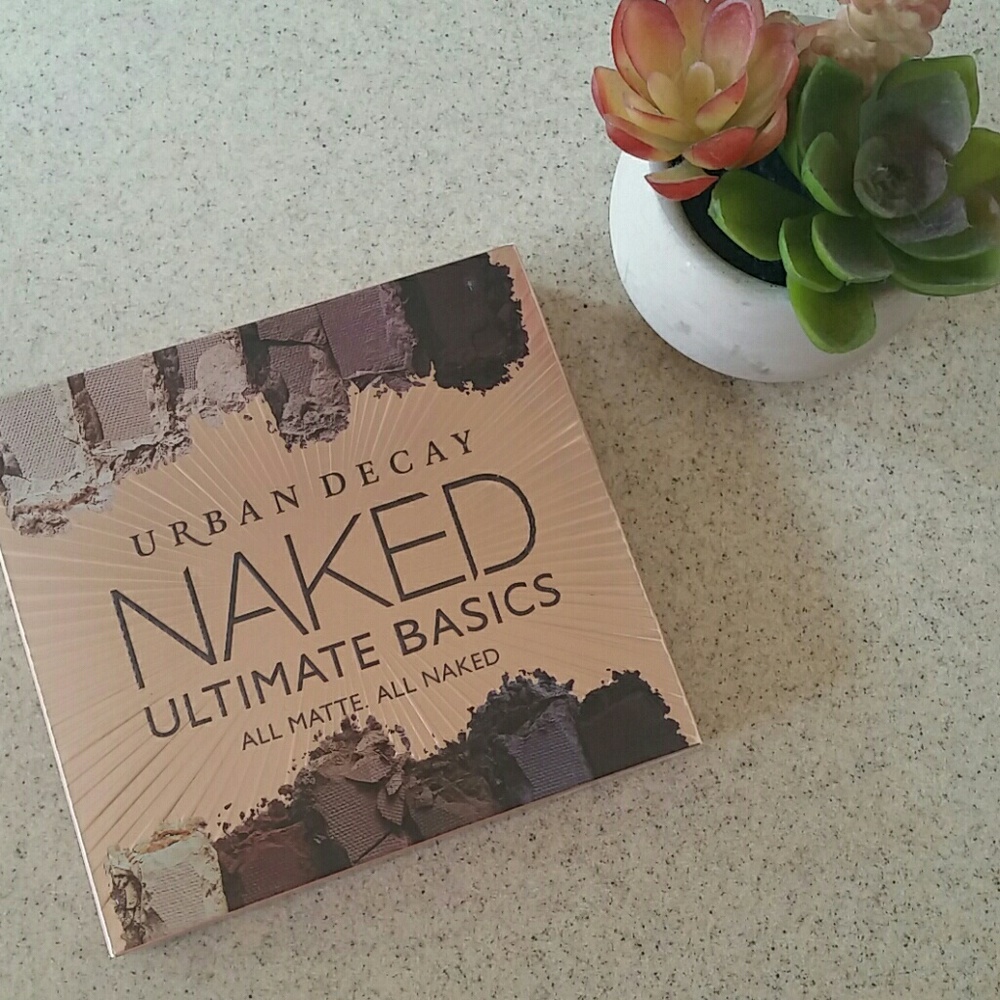 URBAN DECAY
NAKED
ULTIMATE BASICS
ALL MATTE. ALL NAKED